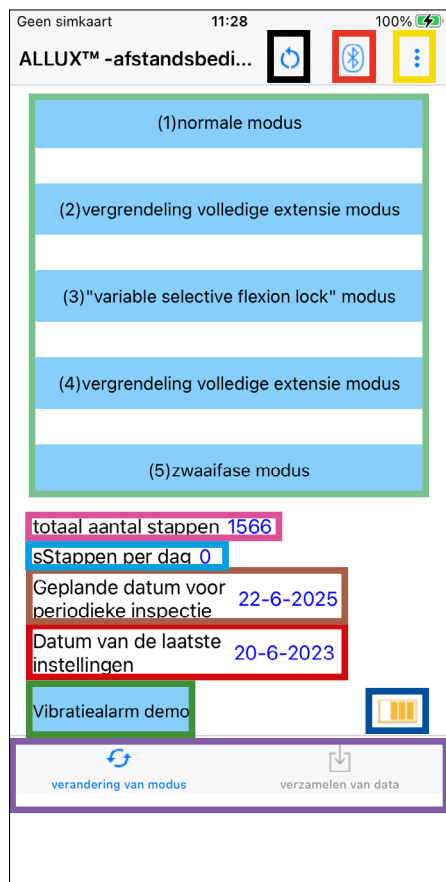 Geen simkaart 11:28 100%
ALLUX™ -afstandsbedi...
(1)normale modus
(2)vergrendeling volledige extensie modus
(3)"variable selective flexion lock" modus
(4)vergrendeling volledige extensie modus
(5)zwaaifase modus
totaal aantal stappen 1566
sStappen per dag 0
Geplande datum voor
periodieke inspectie 22-6-2025
Datum van de laatste
instellingen 20-6-2023
Vibratiealarm demo
verandering van modus verzamelen van data